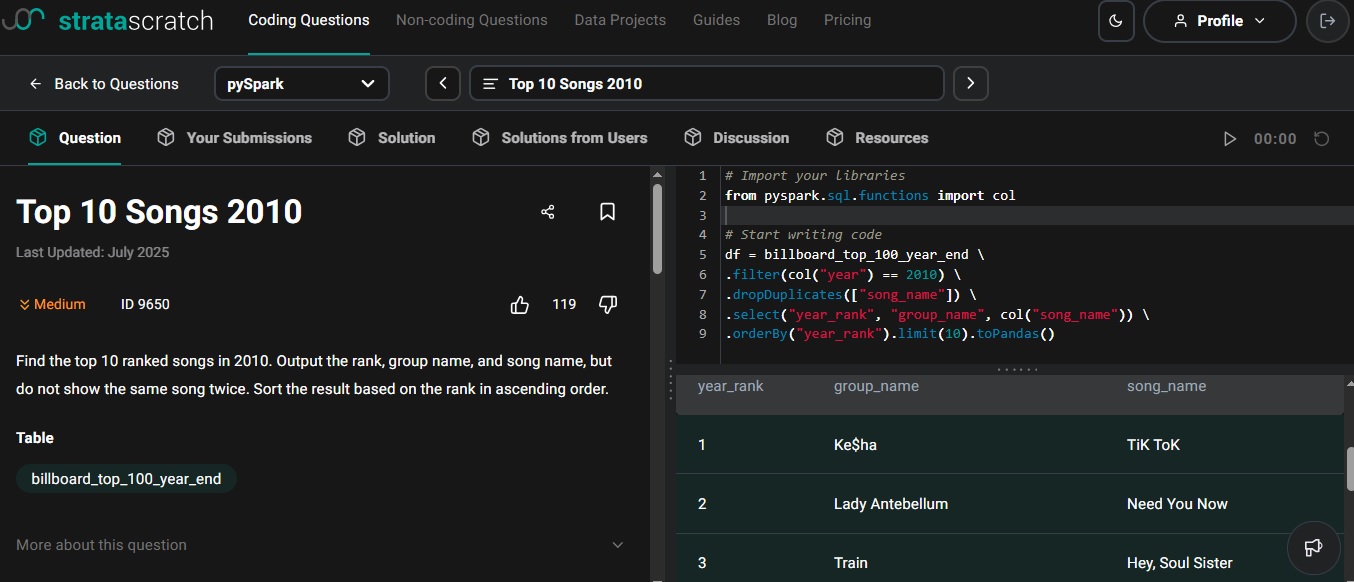 stratascratch
Coding Questions Non-coding Questions Data Projects Guides Blog Pricing
Profile
Back to Questions
pySpark
Top 10 Songs 2010
Question Your Submissions Solution Solutions from Users Discussion Resources
00:00
Top 10 Songs 2010
Last Updated: July 2025
Medium ID 9650
119
Find the top 10 ranked songs in 2010. Output the rank, group name, and song name, but
do not show the same song twice. Sort the result based on the rank in ascending order.
Table
billboard_top_100_year_end
More about this question
1 # Import your libraries
2 from pyspark.sql.functions import col
3
4 # Start writing code
5 df = billboard_top_100_year_end \
6 .filter(col("year") == 2010) \
7 .dropDuplicates(["song_name"]) \
8 .select("year_rank", "group_name", col("song_name")) \
9 .orderBy("year_rank").limit(10).toPandas()
year_rank group_name song_name
1 Ke$ha TiK ToK
2 Lady Antebellum Need You Now
3 Train Hey, Soul Sister